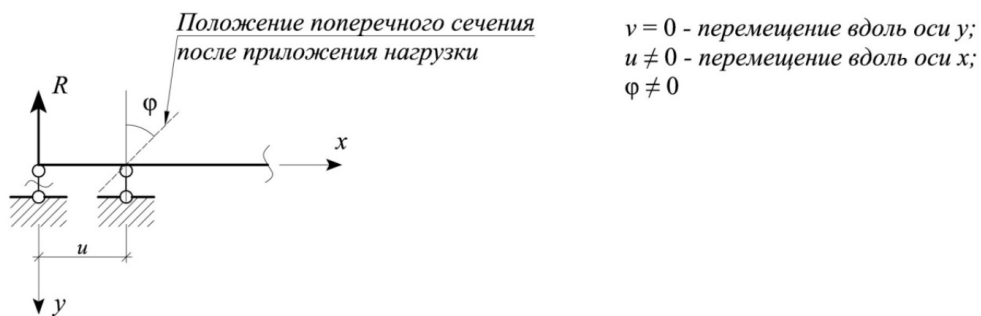 Положение поперечного сечения
после приложения нагрузки
v = 0 - перемещение вдоль оси y;
u ≠ 0 - перемещение вдоль оси x;
φ ≠ 0
R
φ
x
u
y